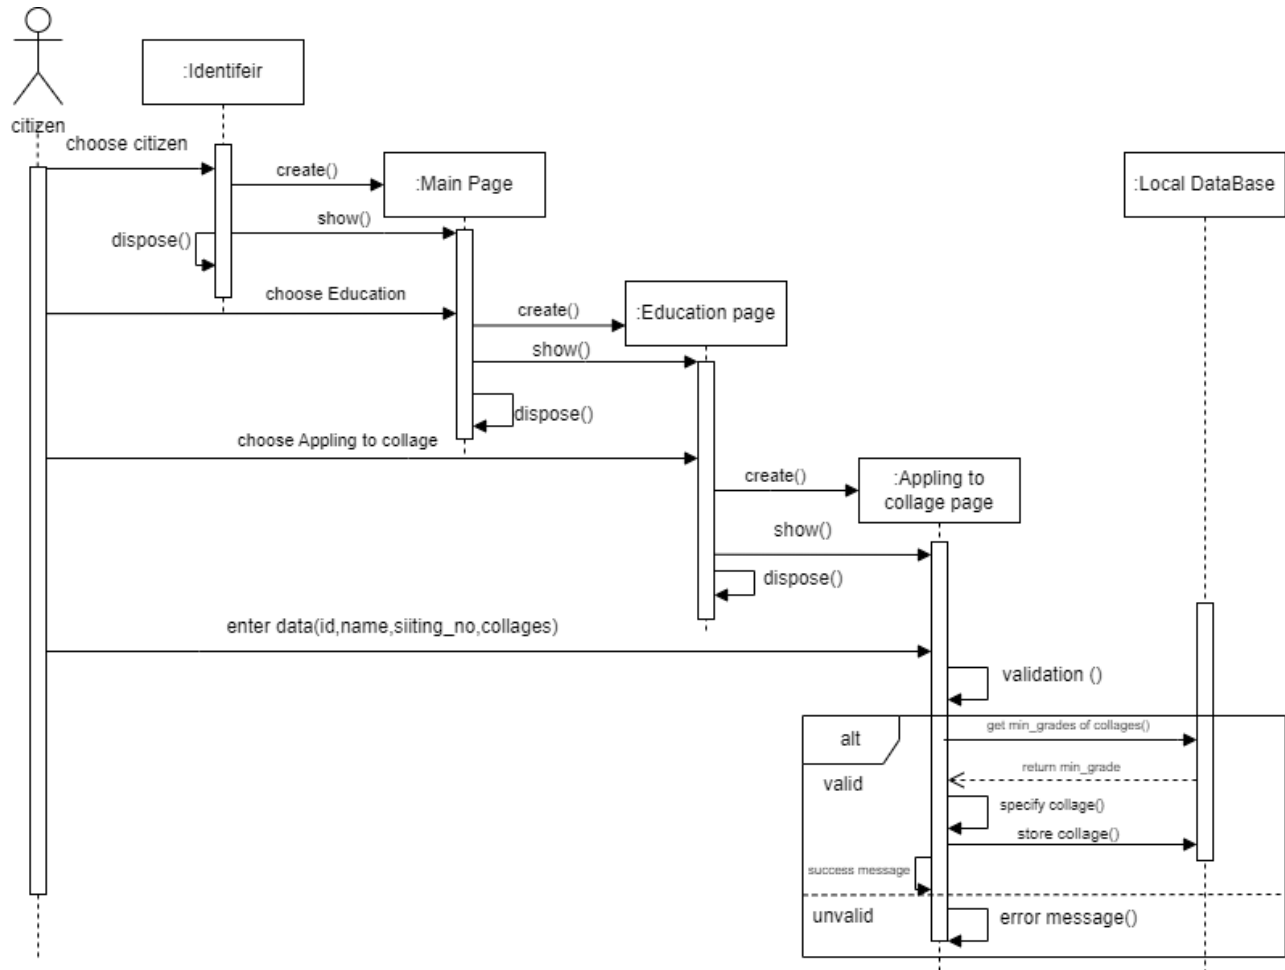 :Identifeir
citizen
choose citizen
create()
:Main Page
:Local DataBase
show()
dispose()
choose Education
create()
:Education page
show()
dispose()
choose Appling to collage
create()
:Appling to
collage page
show()
dispose()
enter data(id,name,siiting_no,collages)
validation ()
alt
get min_grades of collages()
return min_grade
valid
specify collage()
store collage()
success message
unvalid
error message()